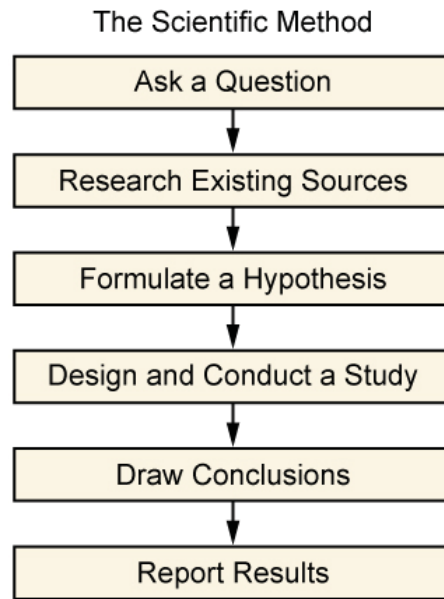 The Scientific Method
Ask a Question
Research Existing Sources
Formulate a Hypothesis
Design and Conduct a Study
Draw Conclusions
Report Results